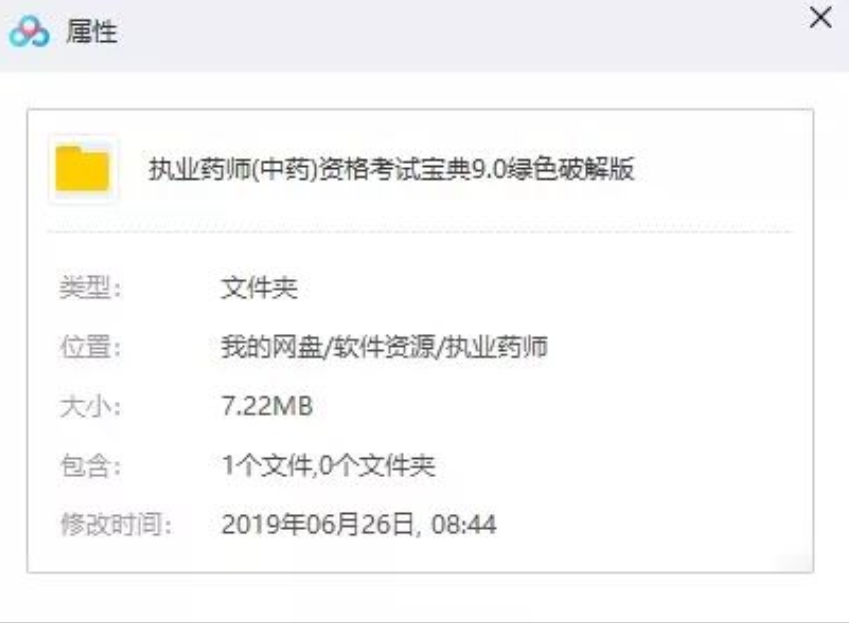 属性
执业药师(中药)资格考试宝典9.0绿色破解版
类型: 文件夹
位置: 我的网盘/软件资源/执业药师
大小: 7.22MB
包含: 1个文件,0个文件夹
修改时间: 2019年06月26日, 08:44